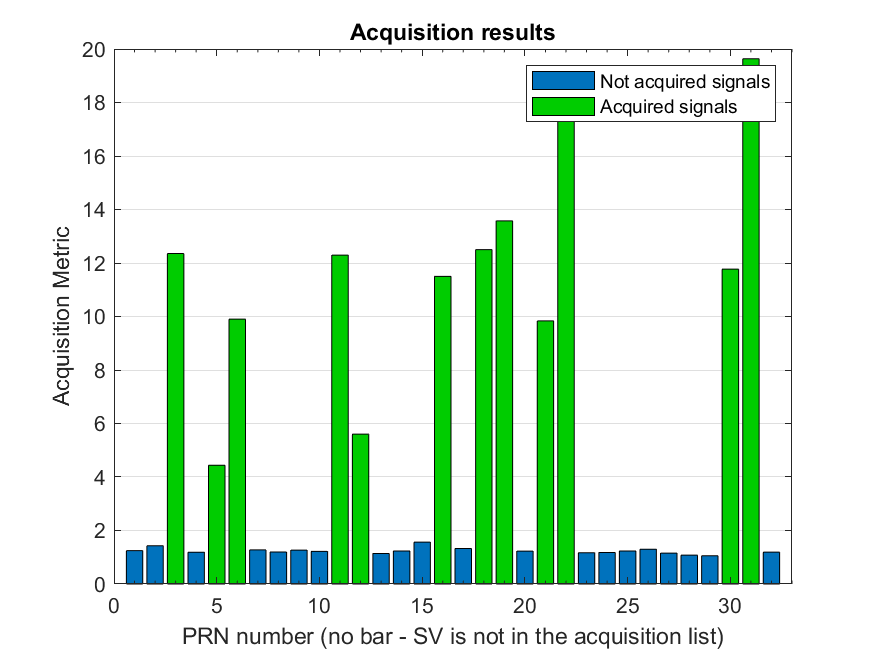 Acquisition results
20
18
16
14
12
10
8
6
4
2
0
Acquisition Metric
Not acquired signals
Acquired signals
0 5 10 15 20 25 30
PRN number (no bar - SV is not in the acquisition list)